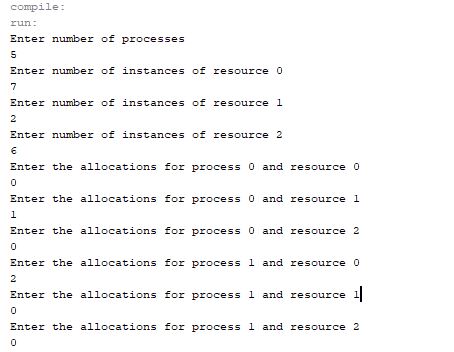 compile:
run:
Enter number of processes
5
Enter number of instances of resource 0
7
Enter number of instances of resource 1
2
Enter number of instances of resource 2
6
Enter the allocations for process 0 and resource 0
0
Enter the allocations for process 0 and resource 1
1
Enter the allocations for process 0 and resource 2
0
Enter the allocations for process 1 and resource 0
2
Enter the allocations for process 1 and resource 1
0
Enter the allocations for process 1 and resource 2
0